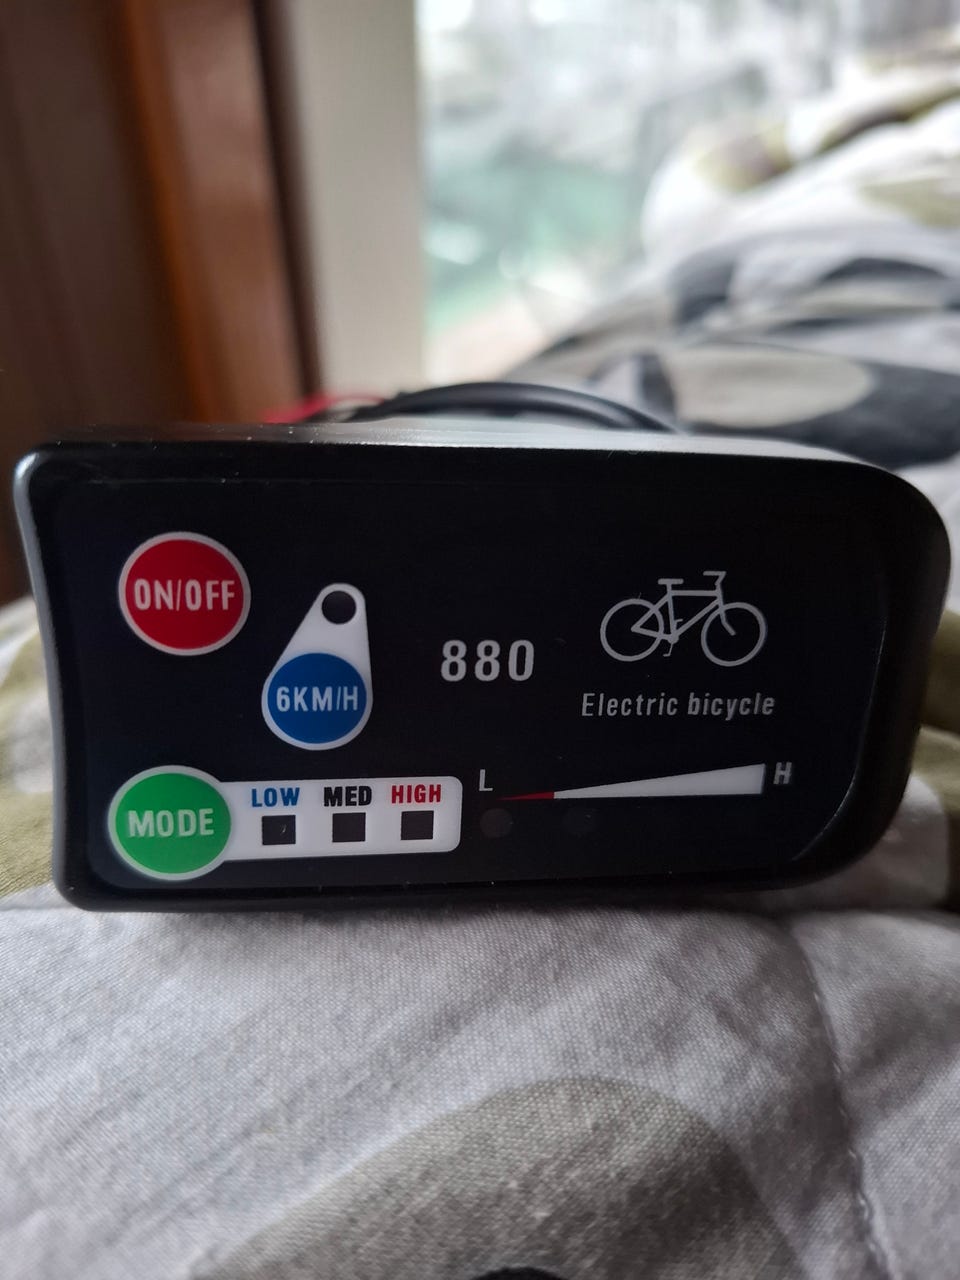 ON/OFF
6KM/H
880
Electric bicycle
MODE
LOW MED HIGH
L H